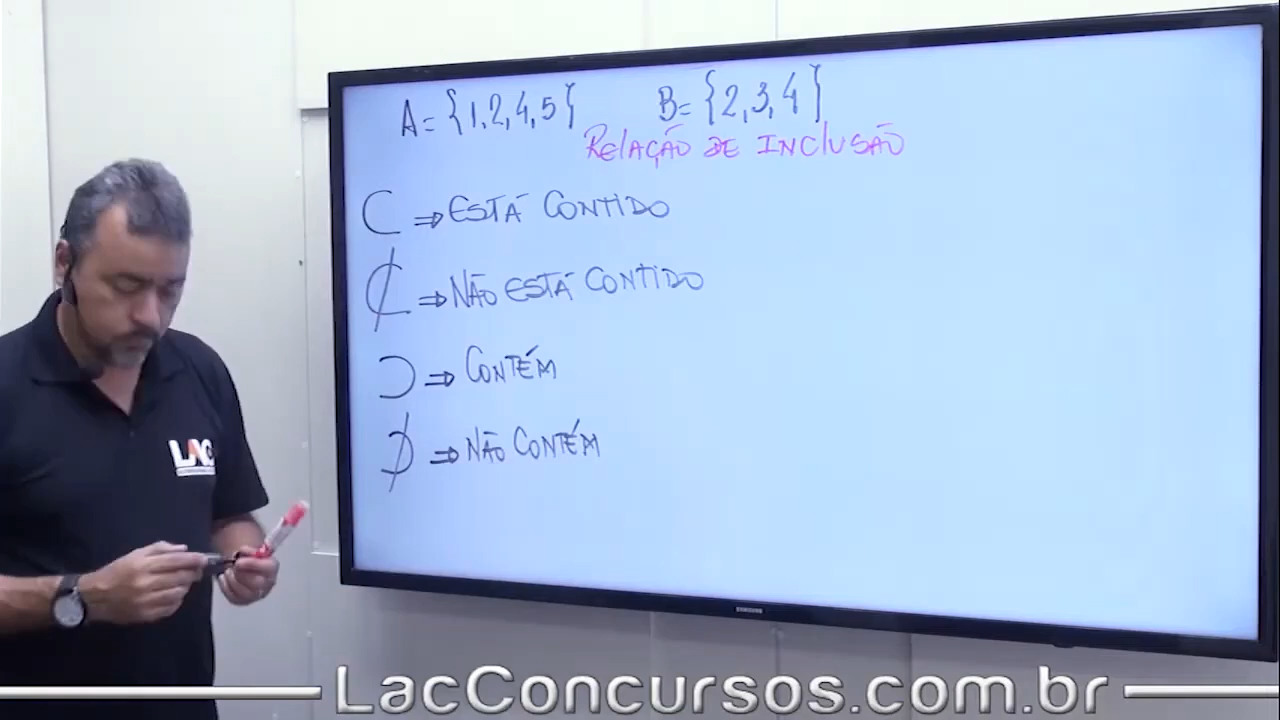 A = {1, 2, 4, 5} B = {2, 3, 4}
RELAÇÃO DE INCLUSÃO
⊂ ⇒ ESTÁ CONTIDO
⊄ ⇒ NÃO ESTÁ CONTIDO
⊃ ⇒ CONTÉM
⊅ ⇒ NÃO CONTÉM
LAC
SAMSUNG
LacConcursos.com.br